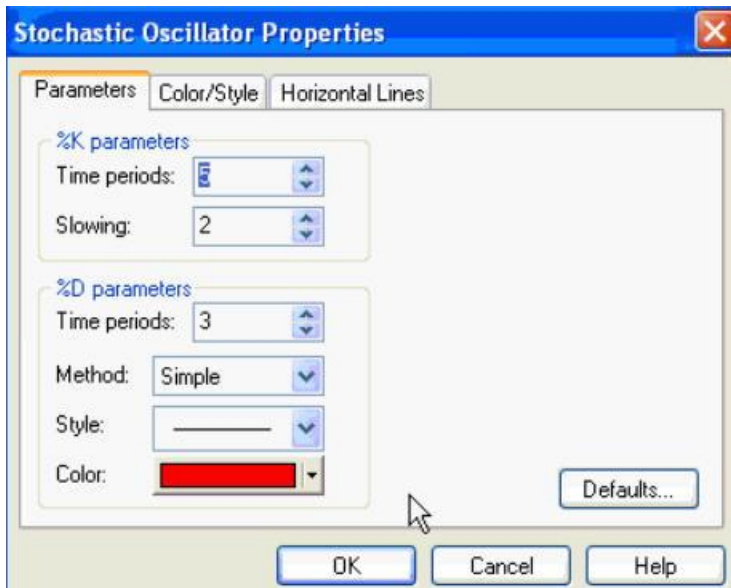 Stochastic Oscillator Properties
Parameters Color/Style Horizontal Lines
%K parameters
Time periods: 5
Slowing: 2
%D parameters
Time periods: 3
Method: Simple
Style:
Color:
Defaults...
OK Cancel Help